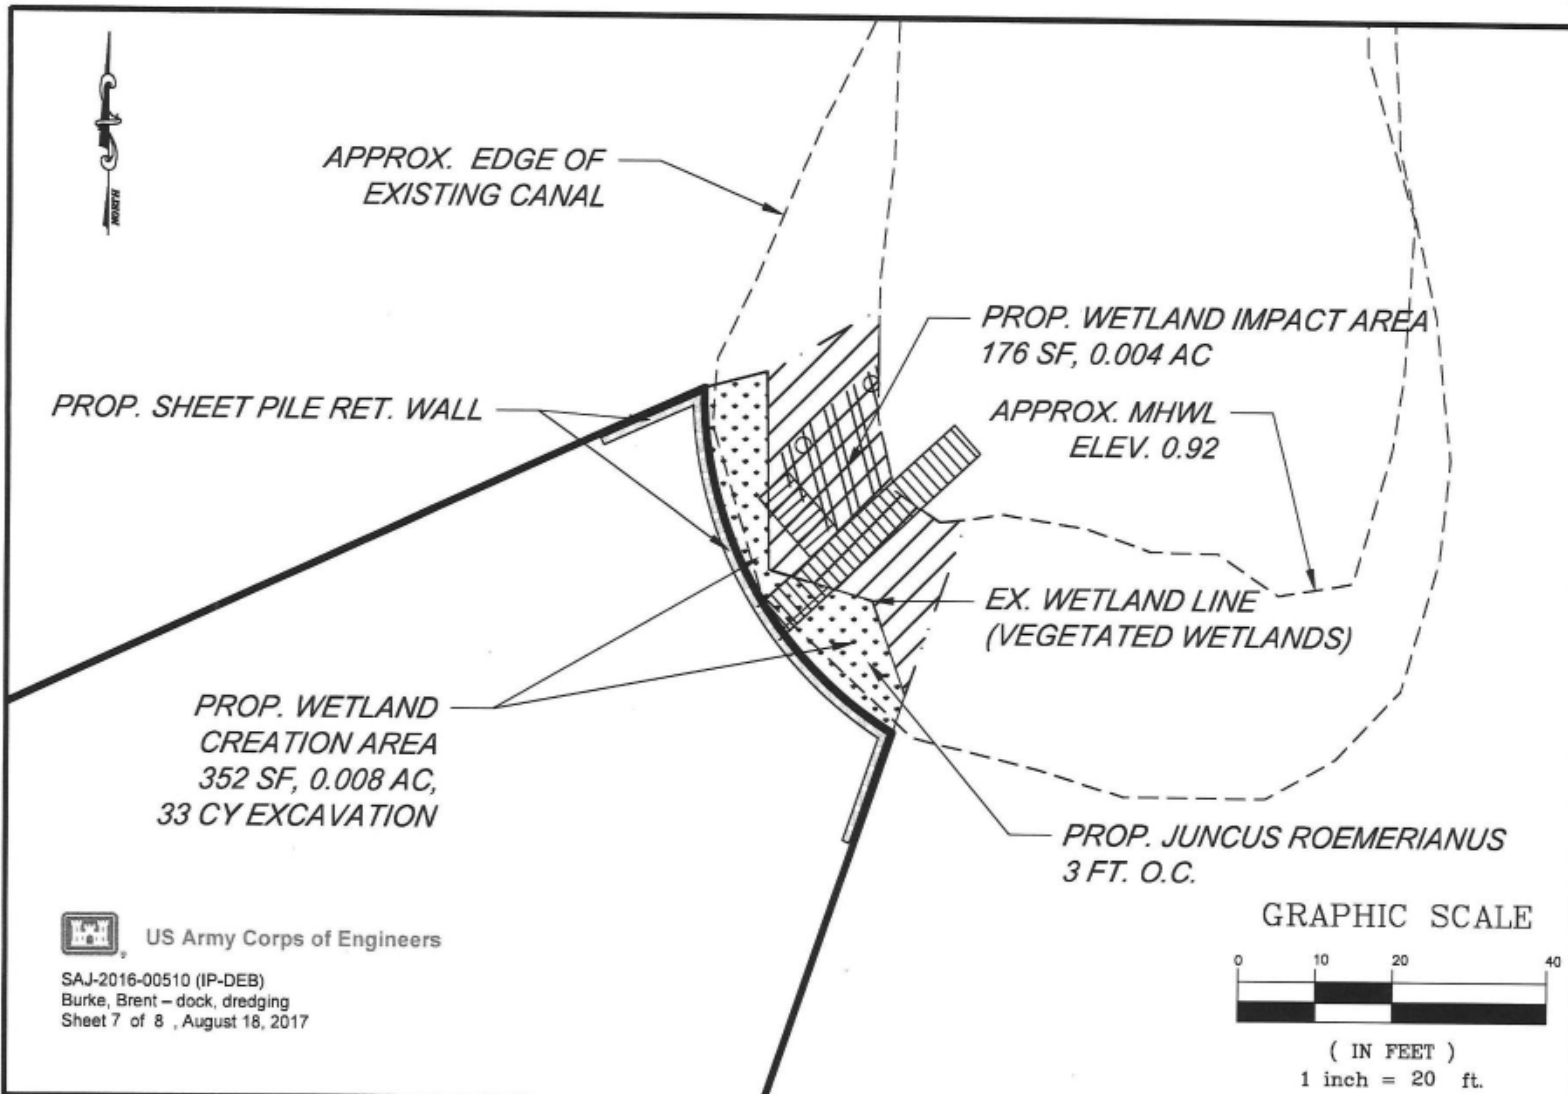 NORTH
APPROX. EDGE OF
EXISTING CANAL
PROP. WETLAND IMPACT AREA
176 SF, 0.004 AC
PROP. SHEET PILE RET. WALL
APPROX. MHWL
ELEV. 0.92
EX. WETLAND LINE
(VEGETATED WETLANDS)
PROP. WETLAND
CREATION AREA
352 SF, 0.008 AC,
33 CY EXCAVATION
PROP. JUNCUS ROEMERIANUS
3 FT. O.C.
US Army Corps of Engineers
SAJ-2016-00510 (IP-DEB)
Burke, Brent – dock, dredging
Sheet 7 of 8 , August 18, 2017
GRAPHIC SCALE
0 10 20 40
( IN FEET )
1 inch = 20 ft.